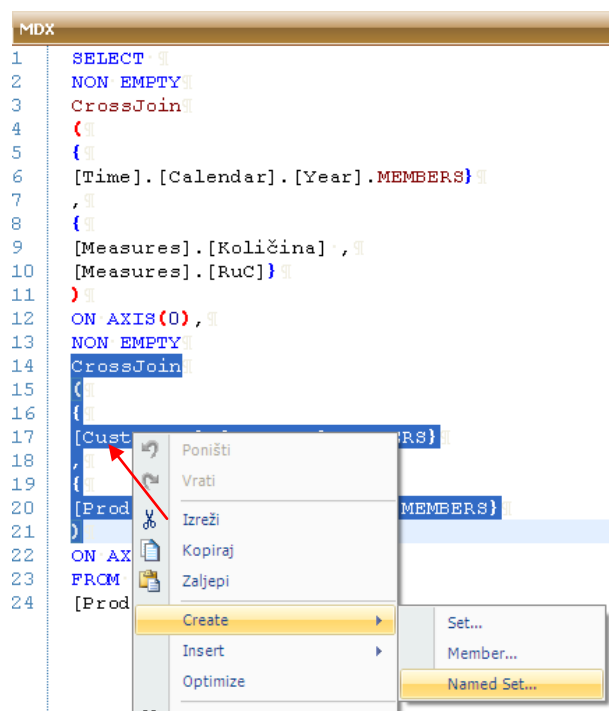 MDX
1 SELECT
2 NON EMPTY
3 CrossJoin
4 (
5 {
6 [Time].[Calendar].[Year].MEMBERS}
7 ,
8 {
9 [Measures].[Količina] ,
10 [Measures].[RuC]}
11 )
12 ON AXIS(0),
13 NON EMPTY
14 CrossJoin
15 (
16 {
17 [Cust ERS}
18 ,
19 {
20 [Prod MEMBERS}
21 )
22 ON AX
23 FROM
24 [Prod
Poništi
Vrati
Izreži
Kopiraj
Zaljepi
Create
Insert
Optimize
Set...
Member...
Named Set...